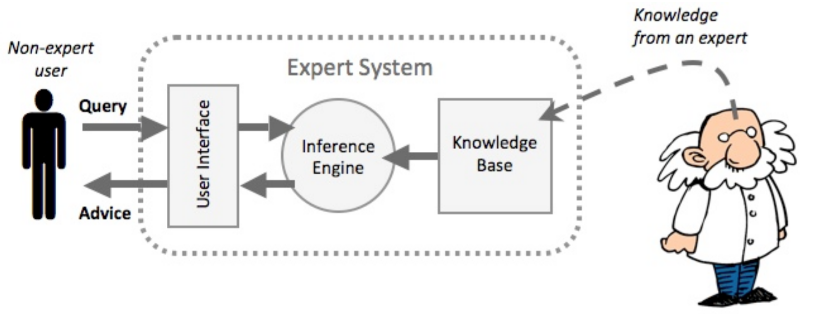 Non-expert
user
Query
Advice
Expert System
User Interface
Inference
Engine
Knowledge
Base
Knowledge
from an expert